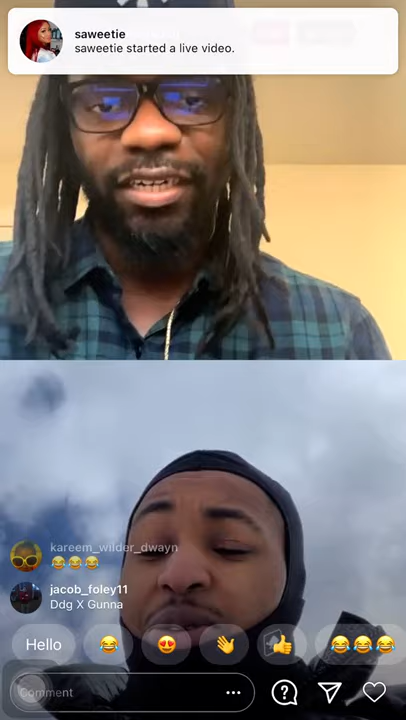 saweetie
saweetie started a live video.
kareem_wilder_dwayn
😂😂😂
jacob_foley11
Ddg X Gunna
Hello 😂 😍 👋 👍 😂😂😂
Comment